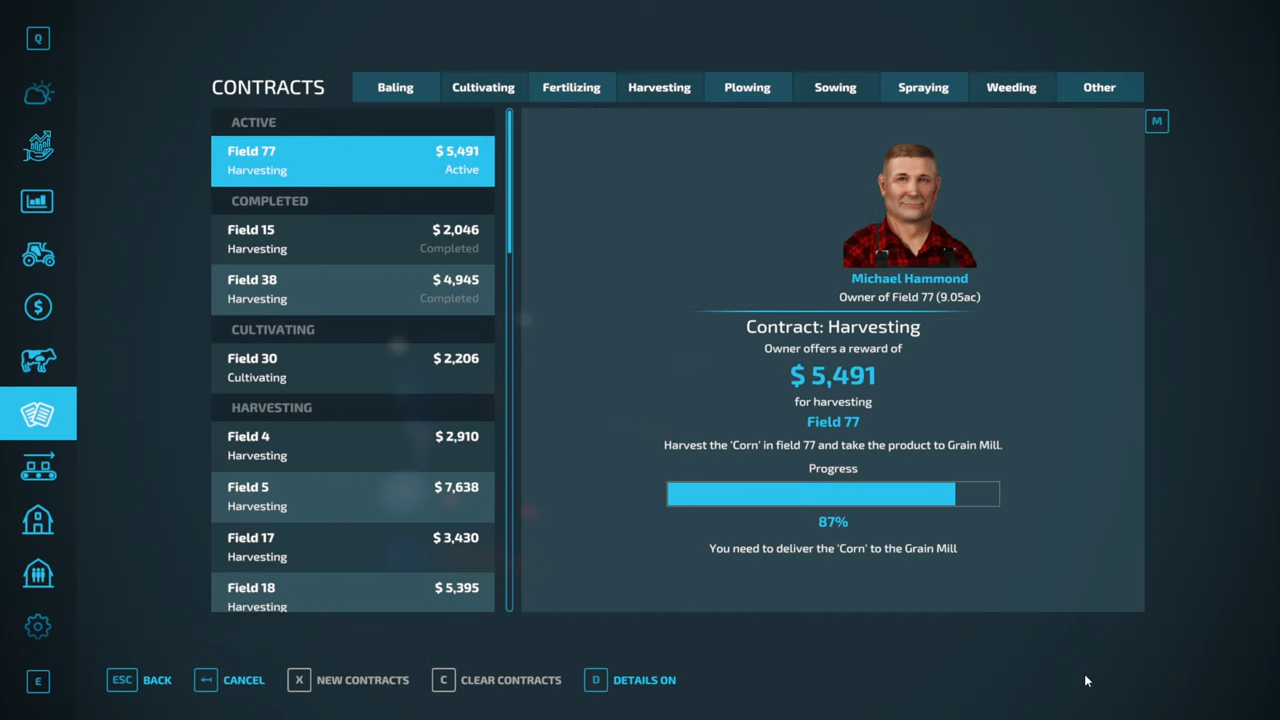 Q
CONTRACTS
Baling
Cultivating
Fertilizing
Harvesting
Plowing
Sowing
Spraying
Weeding
Other
M
ACTIVE
Field 77 $ 5,491
Harvesting Active
COMPLETED
Field 15 $ 2,046
Harvesting Completed
Field 38 $ 4,945
Harvesting Completed
CULTIVATING
Field 30 $ 2,206
Cultivating
HARVESTING
Field 4 $ 2,910
Harvesting
Field 5 $ 7,638
Harvesting
Field 17 $ 3,430
Harvesting
Field 18 $ 5,395
Harvesting
Michael Hammond
Owner of Field 77 (9.05ac)
Contract: Harvesting
Owner offers a reward of
$ 5,491
for harvesting
Field 77
Harvest the 'Corn' in field 77 and take the product to Grain Mill.
Progress
87%
You need to deliver the 'Corn' to the Grain Mill
E
ESC BACK
CANCEL
X NEW CONTRACTS
C CLEAR CONTRACTS
D DETAILS ON